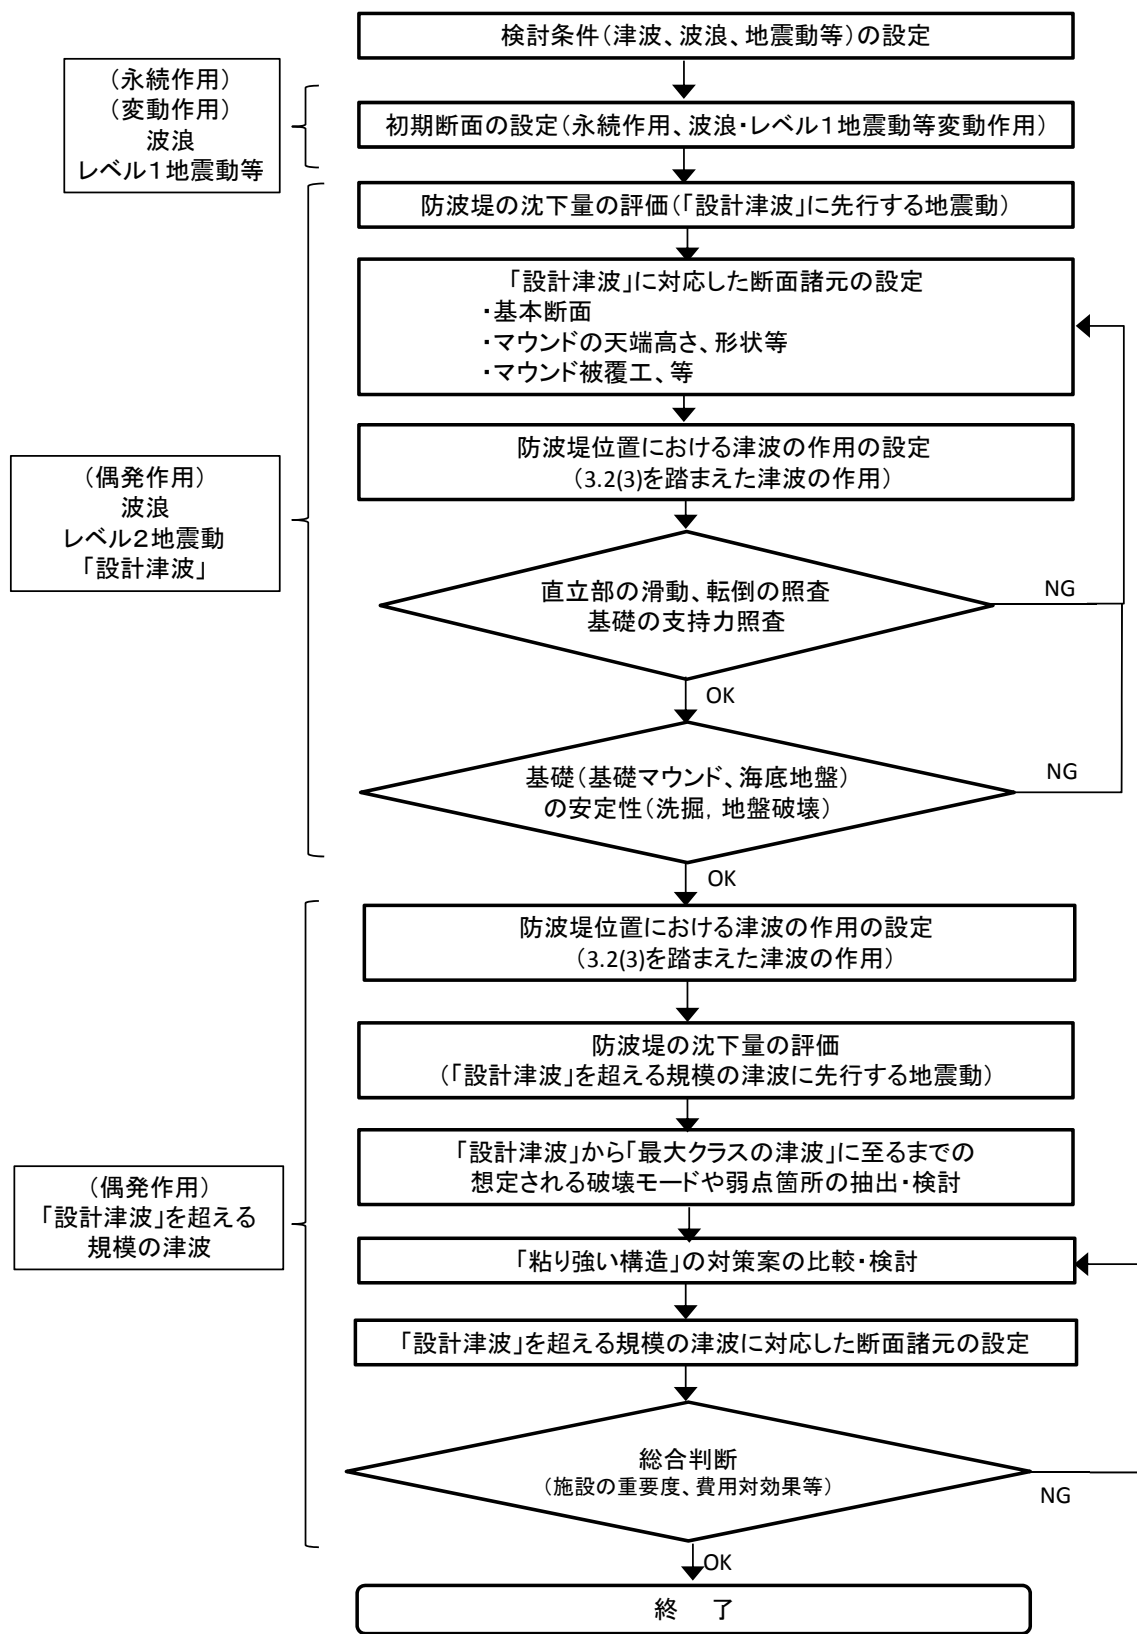 検討条件（津波、波浪、地震動等）の設定
（永続作用）
（変動作用）
波浪
レベル１地震動等
初期断面の設定（永続作用、波浪・レベル１地震動等変動作用）
防波堤の沈下量の評価（「設計津波」に先行する地震動）
「設計津波」に対応した断面諸元の設定
・基本断面
・マウンドの天端高さ、形状等
・マウンド被覆工、等
防波堤位置における津波の作用の設定
（3.2(3)を踏まえた津波の作用）
（偶発作用）
波浪
レベル２地震動
「設計津波」
直立部の滑動、転倒の照査
基礎の支持力照査
NG
OK
基礎（基礎マウンド、海底地盤）
の安定性（洗掘，地盤破壊）
NG
OK
防波堤位置における津波の作用の設定
（3.2(3)を踏まえた津波の作用）
防波堤の沈下量の評価
（「設計津波」を超える規模の津波に先行する地震動）
「設計津波」から「最大クラスの津波」に至るまでの
想定される破壊モードや弱点箇所の抽出・検討
（偶発作用）
「設計津波」を超える
規模の津波
「粘り強い構造」の対策案の比較・検討
「設計津波」を超える規模の津波に対応した断面諸元の設定
総合判断
（施設の重要度、費用対効果等）
NG
OK
終　了